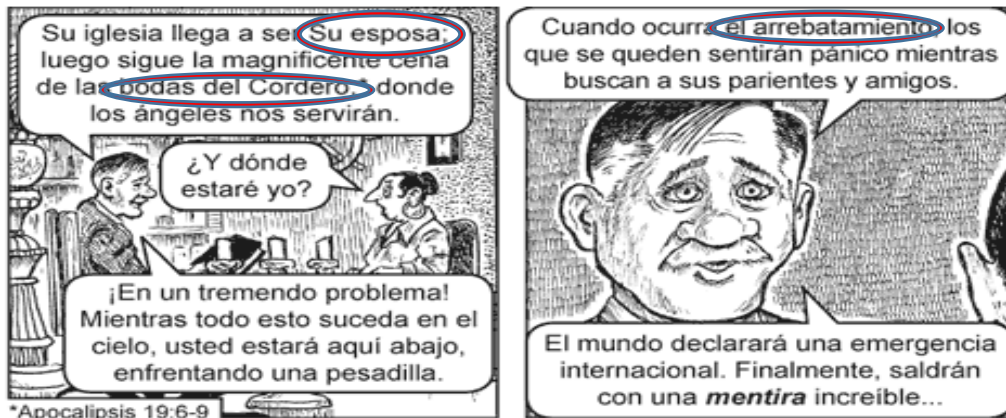 Su iglesia llega a ser Su esposa;
luego sigue la magnificente cena
de las bodas del Cordero,* donde
los ángeles nos servirán.
¿Y dónde
estaré yo?
¡En un tremendo problema!
Mientras todo esto suceda en el
cielo, usted estará aquí abajo,
enfrentando una pesadilla.
*Apocalipsis 19:6-9
Cuando ocurra el arrebatamiento, los
que se queden sentirán pánico mientras
buscan a sus parientes y amigos.
El mundo declarará una emergencia
internacional. Finalmente, saldrán
con una mentira increíble...